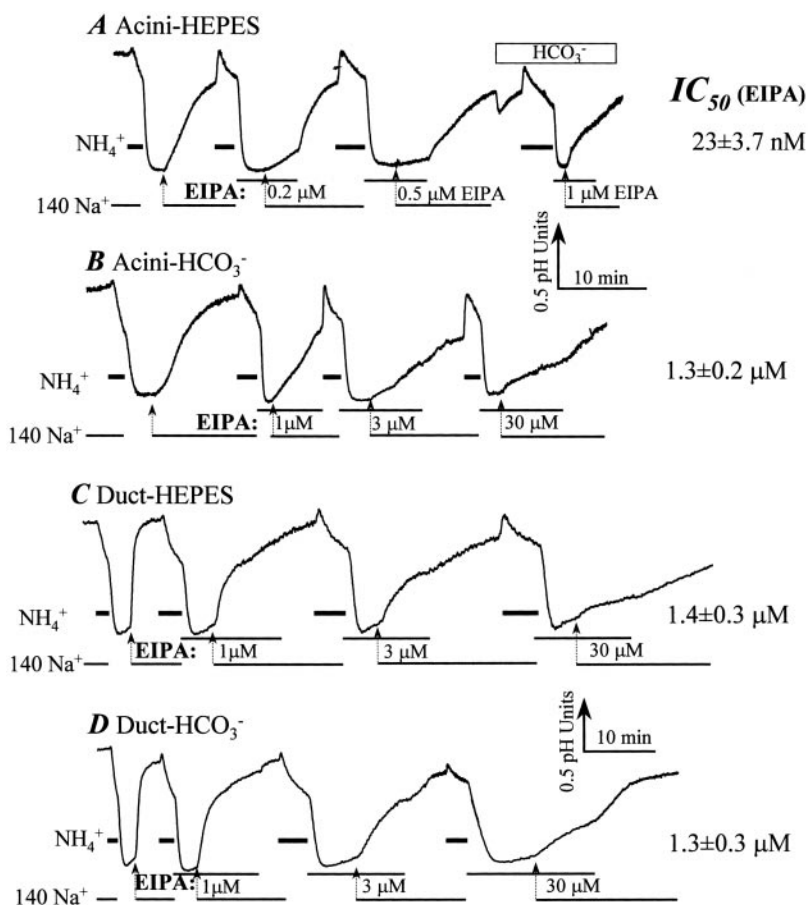 A Acini-HEPES
HCO₃⁻
IC₅₀ (EIPA)
NH₄⁺
23±3.7 nM
EIPA: 0.2 μM 0.5 μM EIPA 1 μM EIPA
140 Na⁺
B Acini-HCO₃⁻
0.5 pH Units
10 min
NH₄⁺
1.3±0.2 μM
EIPA: 1μM 3 μM 30 μM
140 Na⁺
C Duct-HEPES
NH₄⁺
1.4±0.3 μM
EIPA: 1μM 3 μM 30 μM
140 Na⁺
D Duct-HCO₃⁻
0.5 pH Units
10 min
NH₄⁺
1.3±0.3 μM
EIPA: 1μM 3 μM 30 μM
140 Na⁺